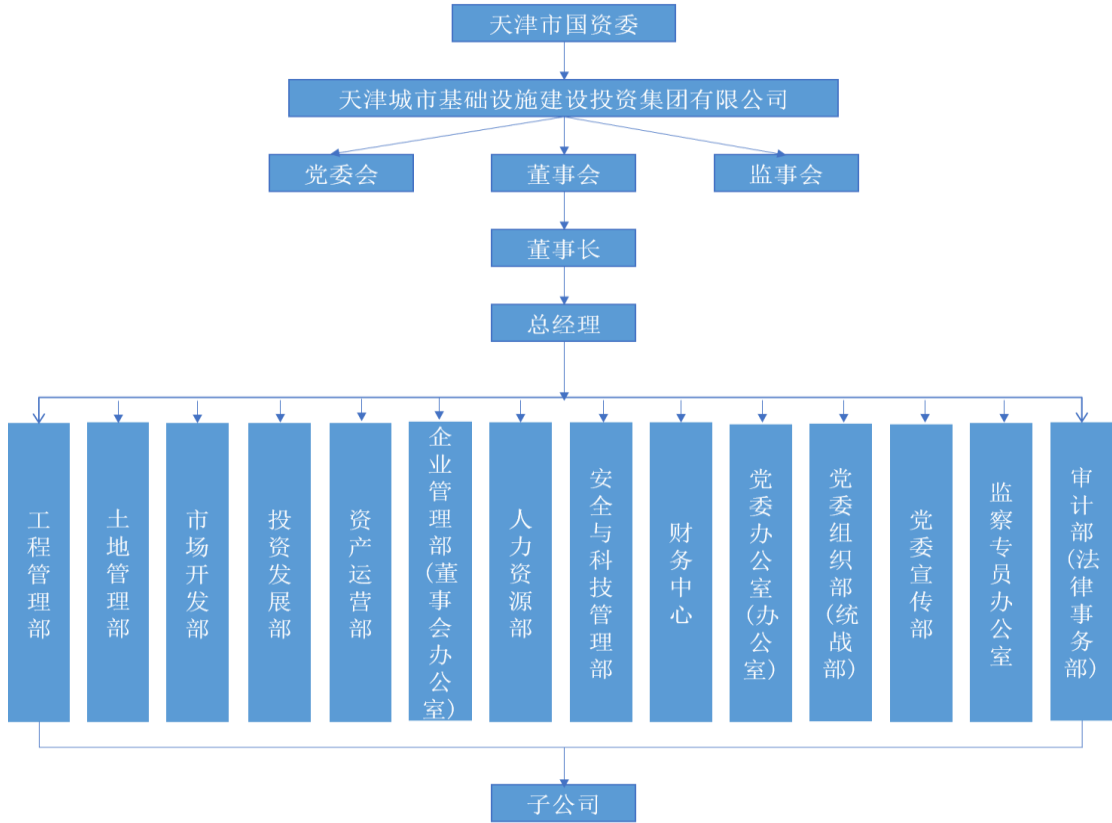 天津市国资委
天津城市基础设施建设投资集团有限公司
党委会
董事会
监事会
董事长
总经理
工程管理部
土地管理部
市场开发部
投资发展部
资产运营部
企业管理部(董事会办公室)
人力资源部
安全与科技管理部
财务中心
党委办公室(办公室)
党委组织部(统战部)
党委宣传部
监察专员办公室
审计部(法律事务部)
子公司